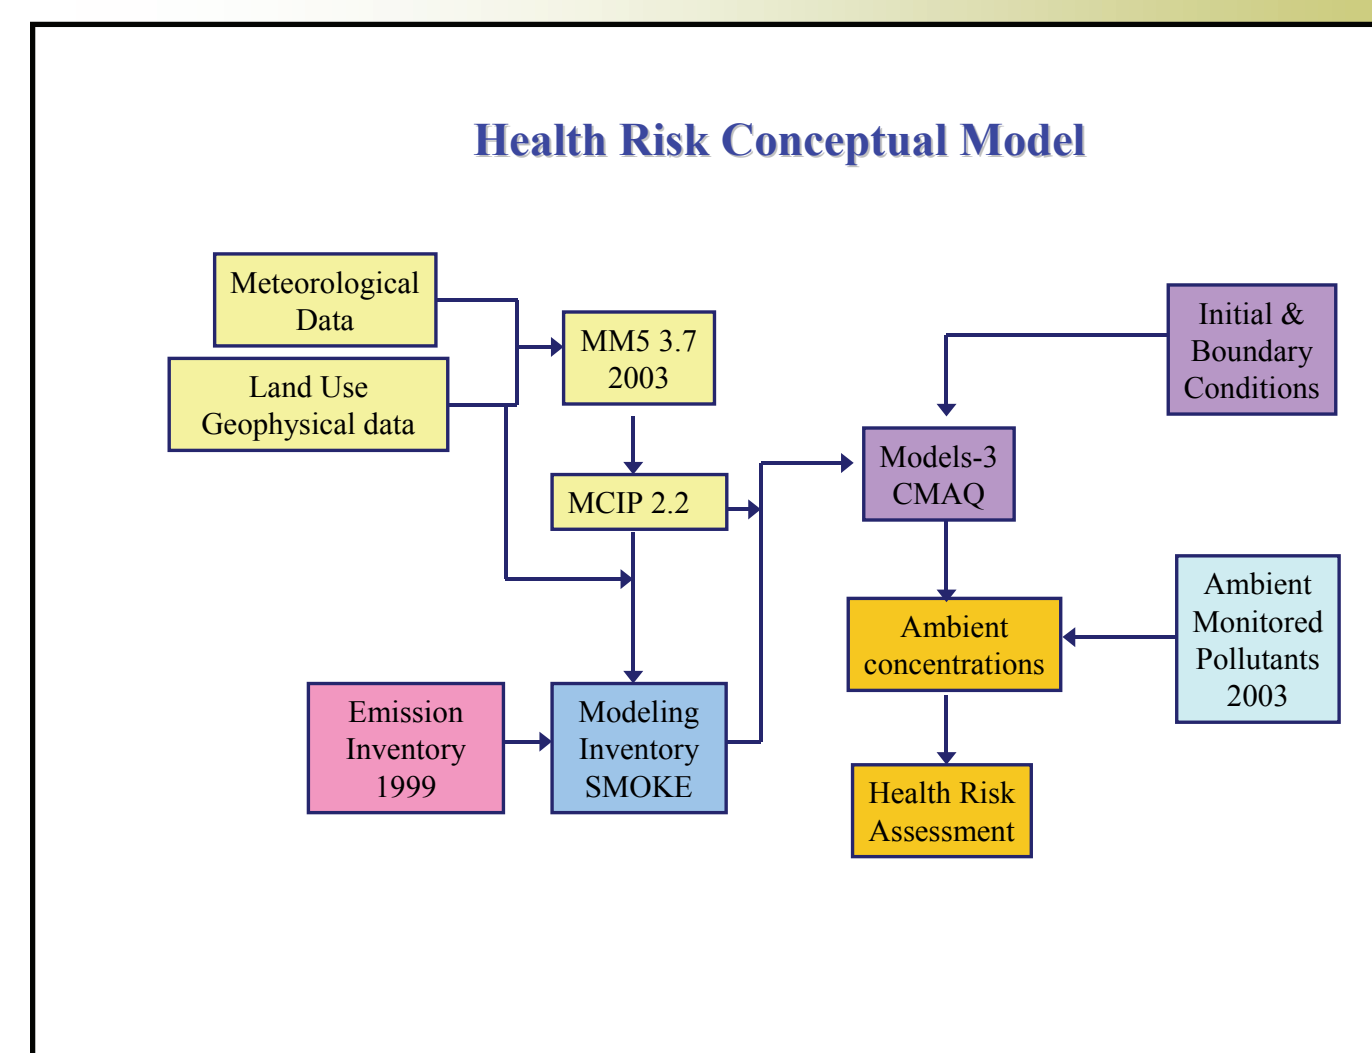 Health Risk Conceptual Model
Meteorological
Data
Land Use
Geophysical data
MM5 3.7
2003
MCIP 2.2
Emission
Inventory
1999
Modeling
Inventory
SMOKE
Initial &
Boundary
Conditions
Models-3
CMAQ
Ambient
concentrations
Ambient
Monitored
Pollutants
2003
Health Risk
Assessment